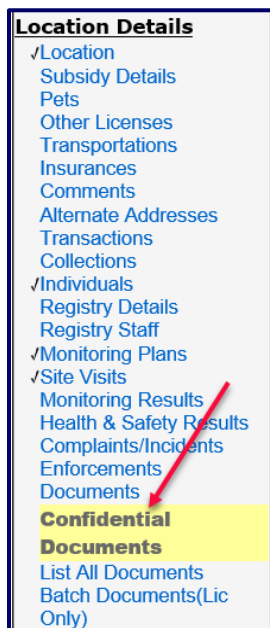 Location Details
✓Location
Subsidy Details
Pets
Other Licenses
Transportations
Insurances
Comments
Alternate Addresses
Transactions
Collections
✓Individuals
Registry Details
Registry Staff
✓Monitoring Plans
✓Site Visits
Monitoring Results
Health & Safety Results
Complaints/Incidents
Enforcements
Documents
Confidential
Documents
List All Documents
Batch Documents(Lic
Only)